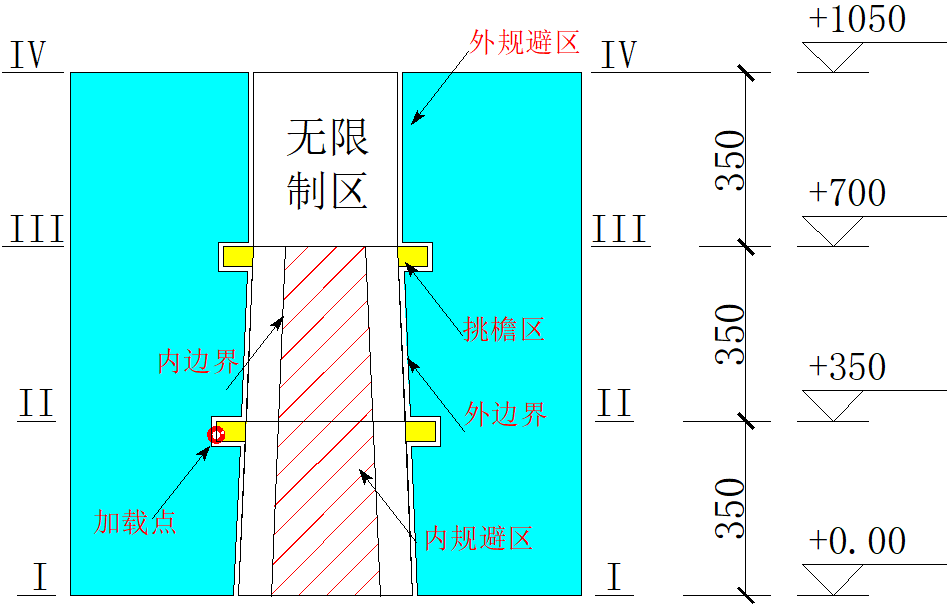 +1050
外规避区
IV
IV
无限
制区
350
+700
III
III
挑檐区
350
内边界
+350
II
外边界
II
加载点
内规避区
350
+0.00
I
I